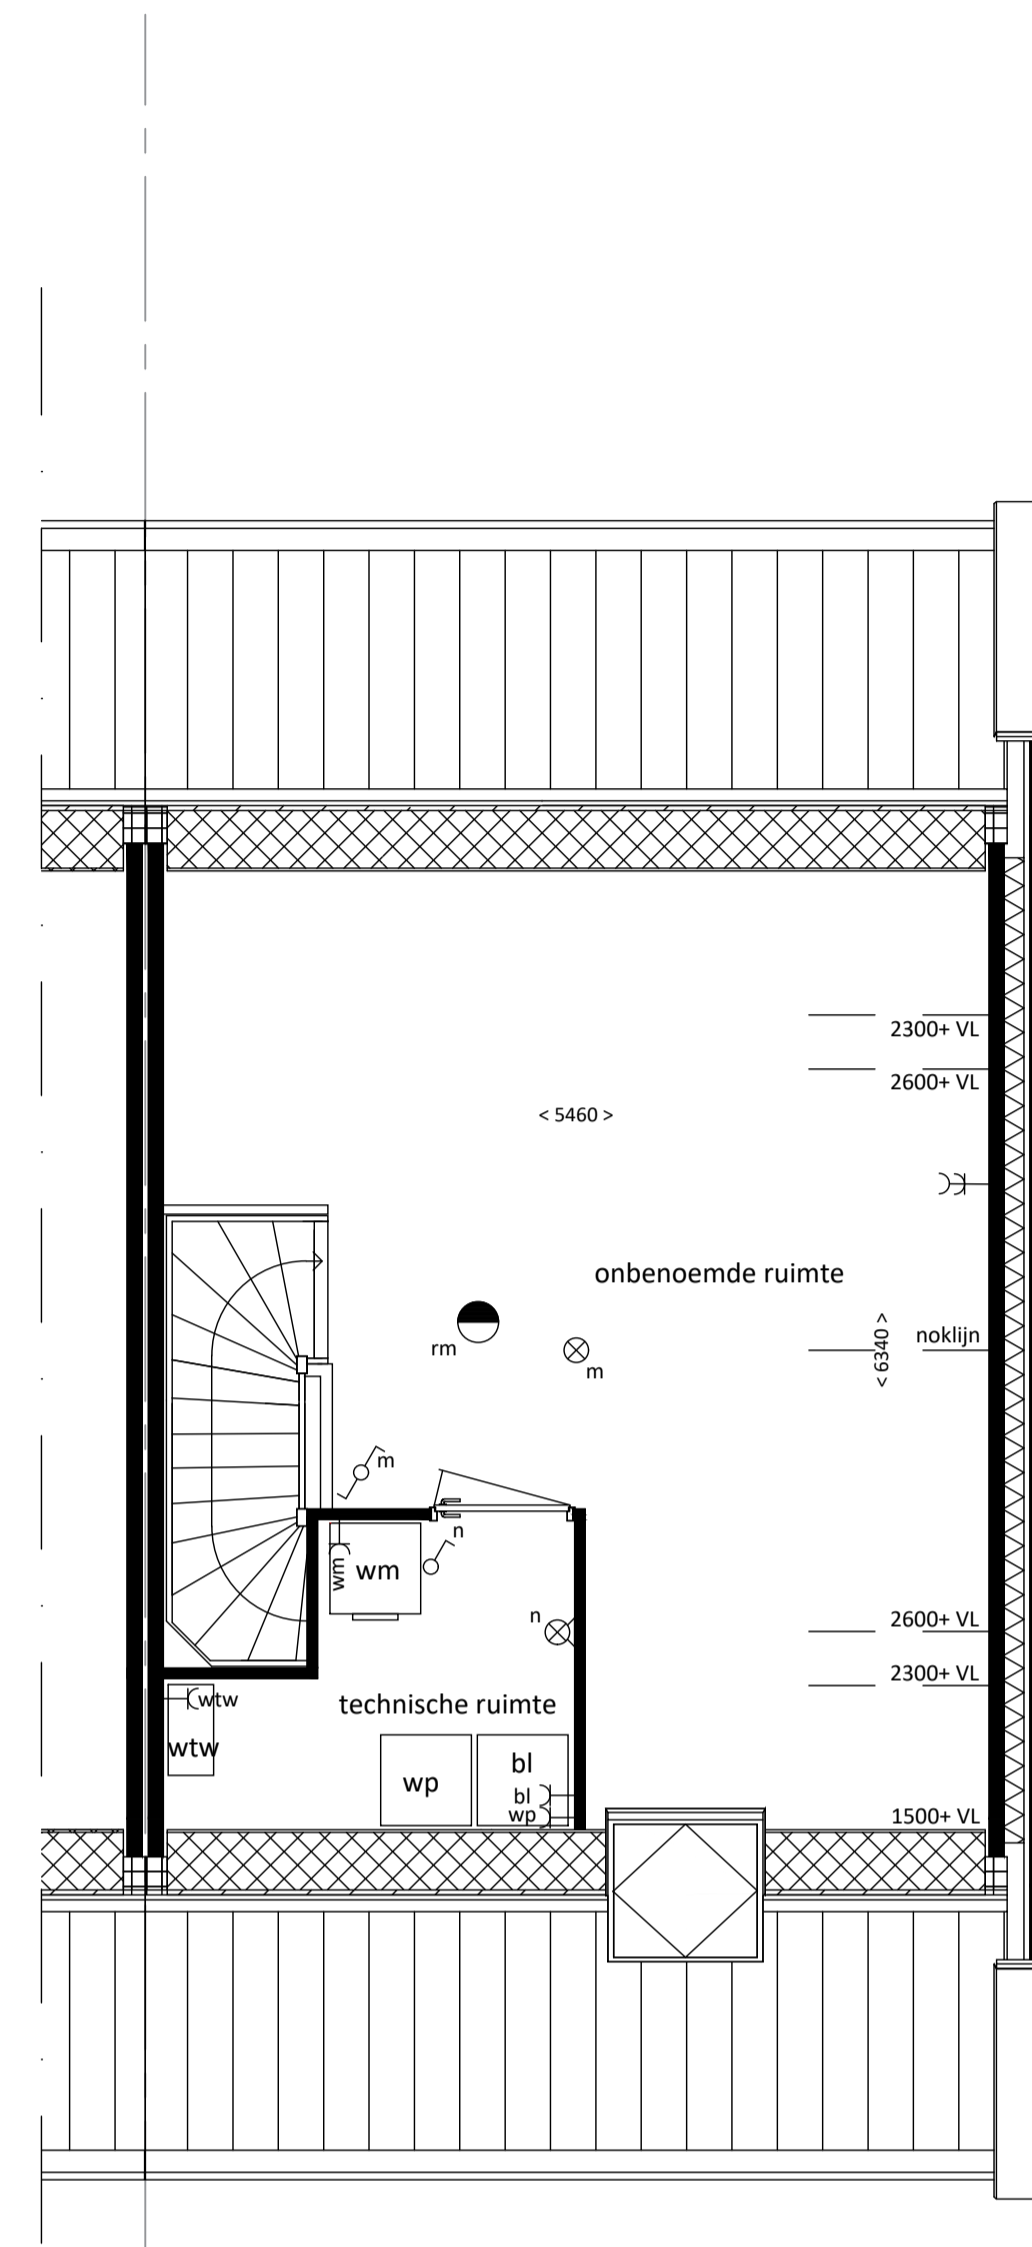 2300+ VL
2600+ VL
< 5460 >
onbenoemde ruimte
rm
m
< 6340 >
noklijn
m
n
wm
wm
n
2600+ VL
2300+ VL
wtw
technische ruimte
wtw
wp
bl
bl
wp
1500+ VL